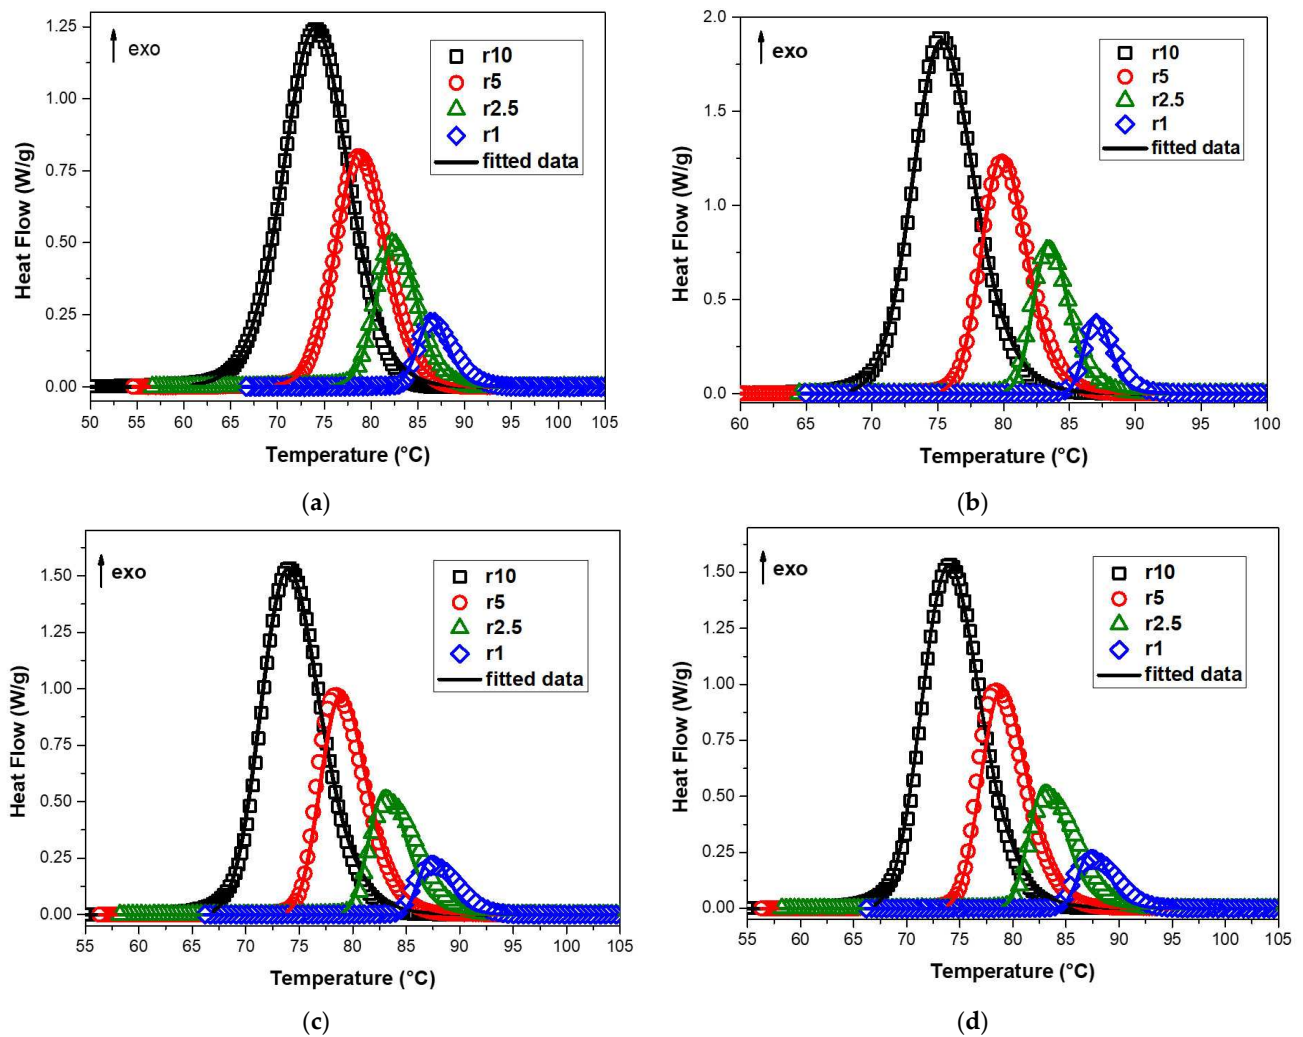 exo
r10
r5
r2.5
r1
fitted data
Heat Flow (W/g)
1.25
1.00
0.75
0.50
0.25
0.00
50 55 60 65 70 75 80 85 90 95 100 105
Temperature (°C)
(a)
exo
r10
r5
r2.5
r1
fitted data
Heat Flow (W/g)
2.0
1.5
1.0
0.5
0.0
60 65 70 75 80 85 90 95 100
Temperature (°C)
(b)
exo
r10
r5
r2.5
r1
fitted data
Heat Flow (W/g)
1.50
1.25
1.00
0.75
0.50
0.25
0.00
55 60 65 70 75 80 85 90 95 100 105
Temperature (°C)
(c)
exo
r10
r5
r2.5
r1
fitted data
Heat Flow (W/g)
1.50
1.25
1.00
0.75
0.50
0.25
0.00
55 60 65 70 75 80 85 90 95 100 105
Temperature (°C)
(d)